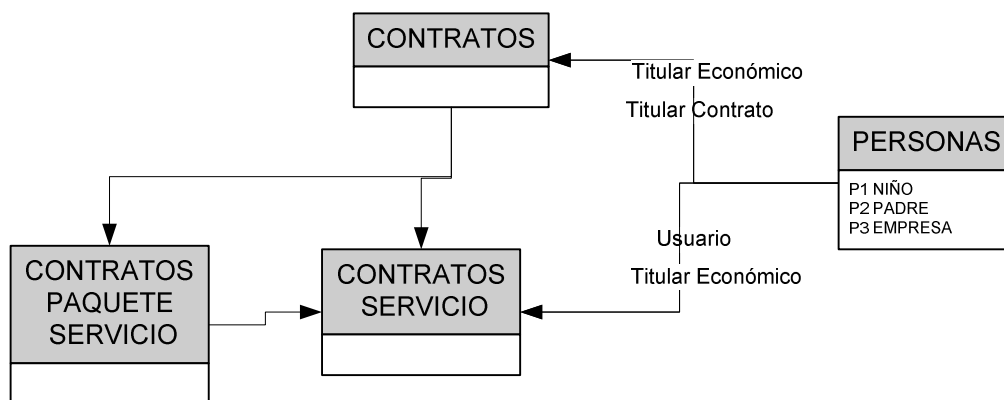 CONTRATOS
Titular Económico
Titular Contrato
PERSONAS
P1 NIÑO
P2 PADRE
P3 EMPRESA
Usuario
Titular Económico
CONTRATOS
PAQUETE
SERVICIO
CONTRATOS
SERVICIO